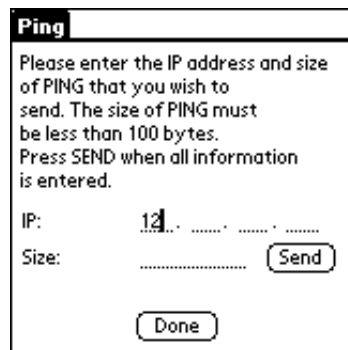 Ping
Please enter the IP address and size
of PING that you wish to
send. The size of PING must
be less than 100 bytes.
Press SEND when all information
is entered.
IP: 12 . . .
Size: Send
Done